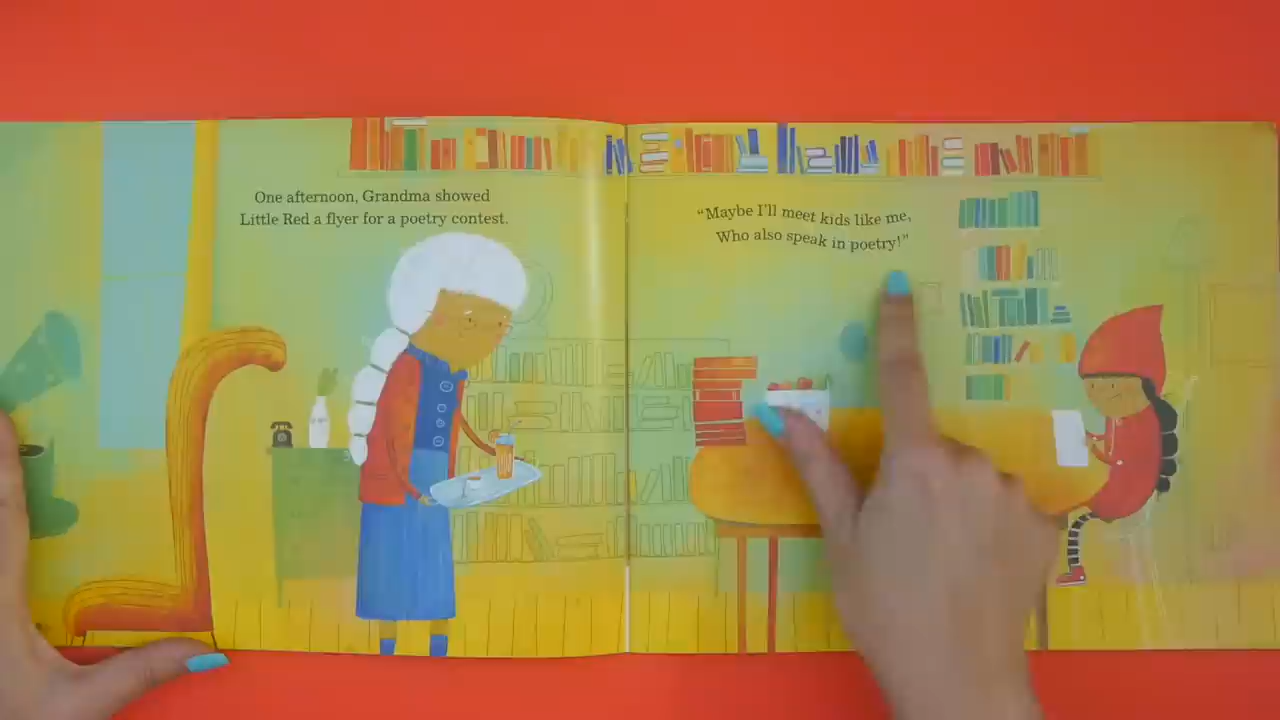 One afternoon, Grandma showed
Little Red a flyer for a poetry contest.
“Maybe I’ll meet kids like me,
Who also speak in poetry!”